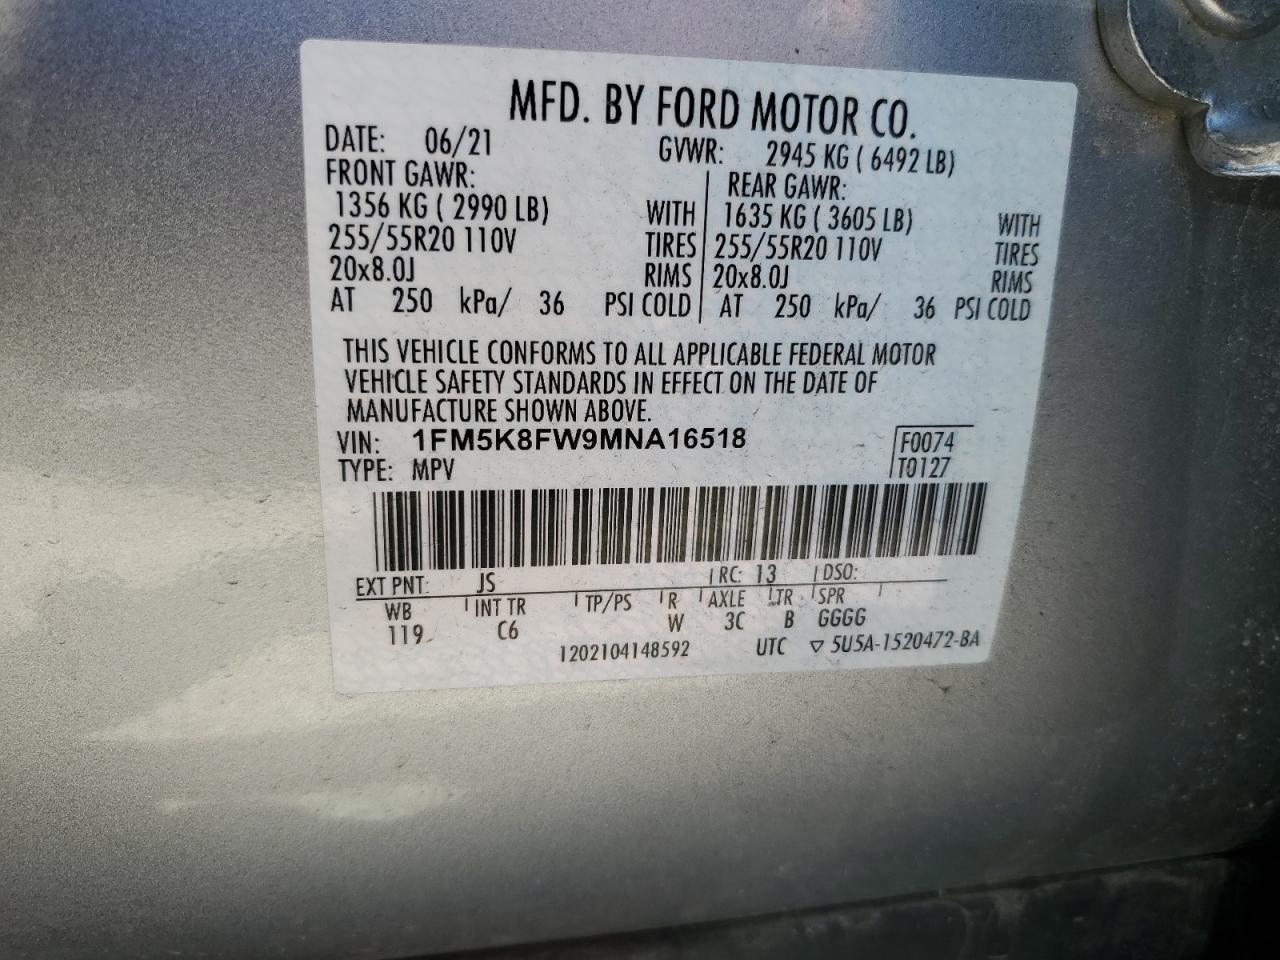 MFD. BY FORD MOTOR CO.
DATE: 06/21 GVWR: 2945 KG ( 6492 LB)
FRONT GAWR: REAR GAWR:
1356 KG ( 2990 LB) WITH 1635 KG ( 3605 LB) WITH
255/55R20 110V TIRES 255/55R20 110V TIRES
20x8.0J RIMS 20x8.0J RIMS
AT 250 kPa/ 36 PSI COLD AT 250 kPa/ 36 PSI COLD
THIS VEHICLE CONFORMS TO ALL APPLICABLE FEDERAL MOTOR
VEHICLE SAFETY STANDARDS IN EFFECT ON THE DATE OF
MANUFACTURE SHOWN ABOVE.
VIN: 1FM5K8FW9MNA16518 F0074
TYPE: MPV T0127
EXT PNT: JS RC: 13 DSO:
WB INT TR TP/PS R AXLE TR SPR
119 C6 W 3C B GGGG
1202104148592 UTC ▽ 5U5A-1520472-BA